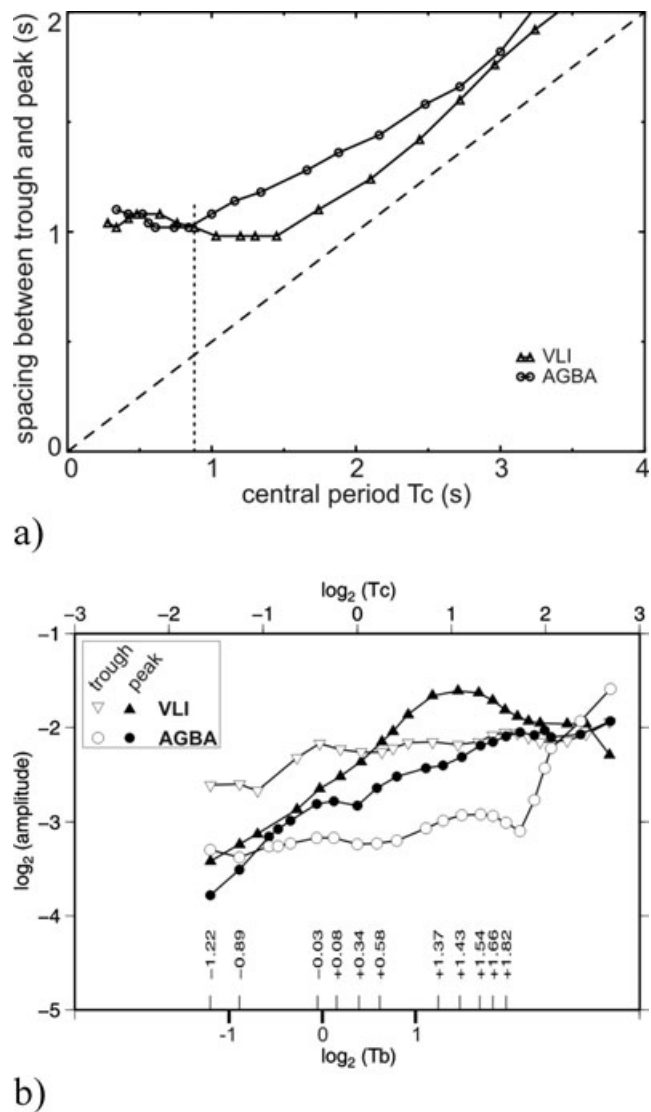 2
spacing between trough and peak (s)
1
0
VLI
AGBA
0 1 2 3 4
central period Tc (s)
a)
log2 (Tc)
−3 −2 −1 0 1 2 3
−1
trough peak
VLI
AGBA
−2
log2 (amplitude)
−3
−4
−5
−1.22 −0.89 −0.03 +0.08 +0.34 +0.58 +1.37 +1.43 +1.54 +1.66 +1.82
-1 0 1
log2 (Tb)
b)